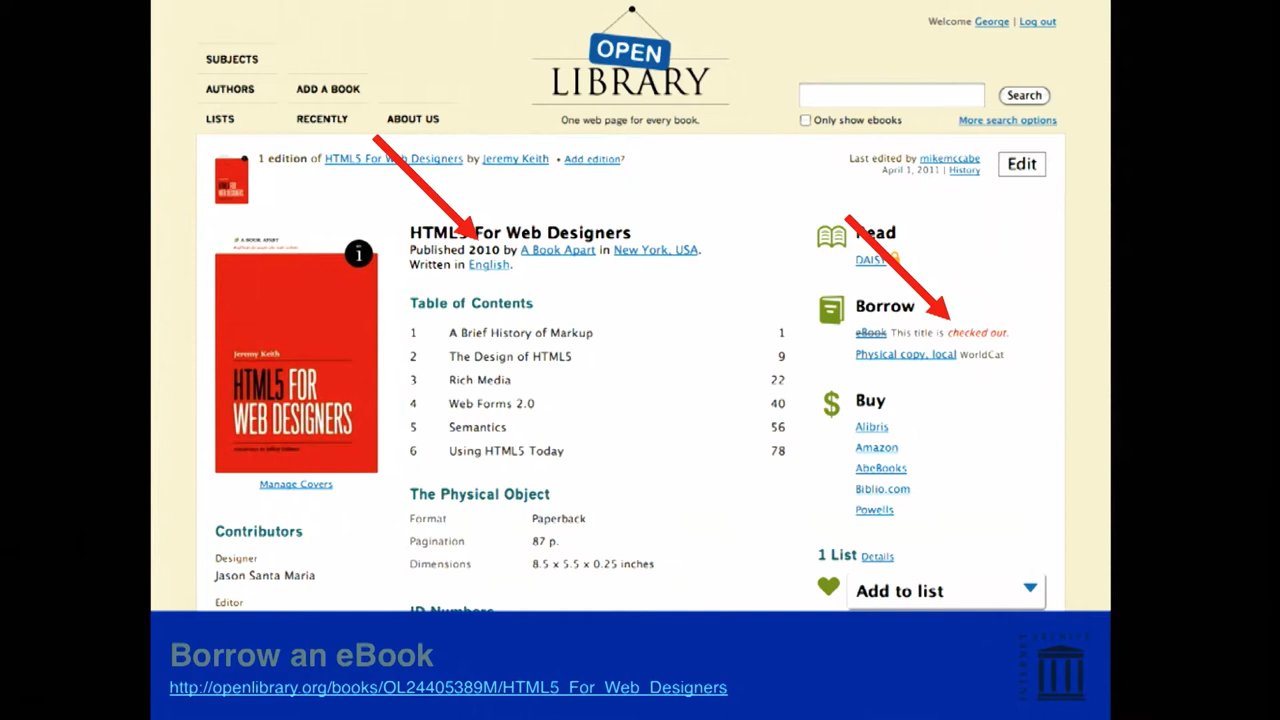 Welcome George | Log out
OPEN
LIBRARY
One web page for every book.
SUBJECTS
AUTHORS ADD A BOOK
LISTS RECENTLY ABOUT US
Search
Only show ebooks More search options
1 edition of HTML5 For Web Designers by Jeremy Keith • Add edition?
Last edited by mikemccabe
April 1, 2011 | History
Edit
HTML5 For Web Designers
Published 2010 by A Book Apart in New York, USA.
Written in English.
Table of Contents
1 A Brief History of Markup 1
2 The Design of HTML5 9
3 Rich Media 22
4 Web Forms 2.0 40
5 Semantics 56
6 Using HTML5 Today 78
The Physical Object
Format Paperback
Pagination 87 p.
Dimensions 8.5 x 5.5 x 0.25 inches
ID Numbers
A BOOK APART
i
Jeremy Keith
HTML5 FOR
WEB DESIGNERS
Manage Covers
Contributors
Designer
Jason Santa Maria
Editor
Read
DAISY
Borrow
eBook This title is checked out.
Physical copy, local WorldCat
$ Buy
Alibris
Amazon
AbeBooks
Biblio.com
Powells
1 List Details
Add to list
Borrow an eBook
http://openlibrary.org/books/OL24405389M/HTML5_For_Web_Designers